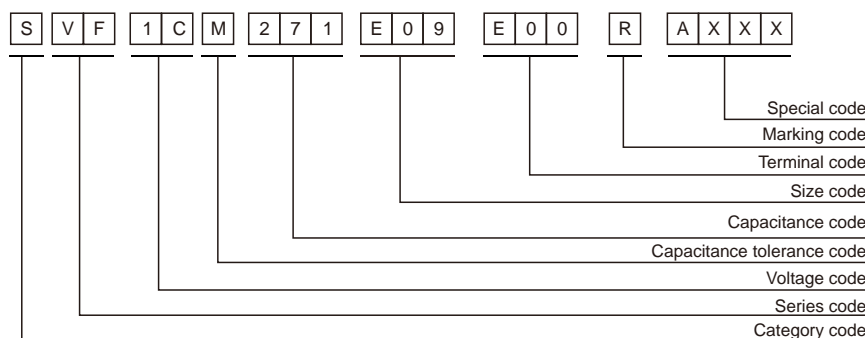 S V F 1 C M 2 7 1 E 0 9 E 0 0 R A X X X
Special code
Marking code
Terminal code
Size code
Capacitance code
Capacitance tolerance code
Voltage code
Series code
Category code